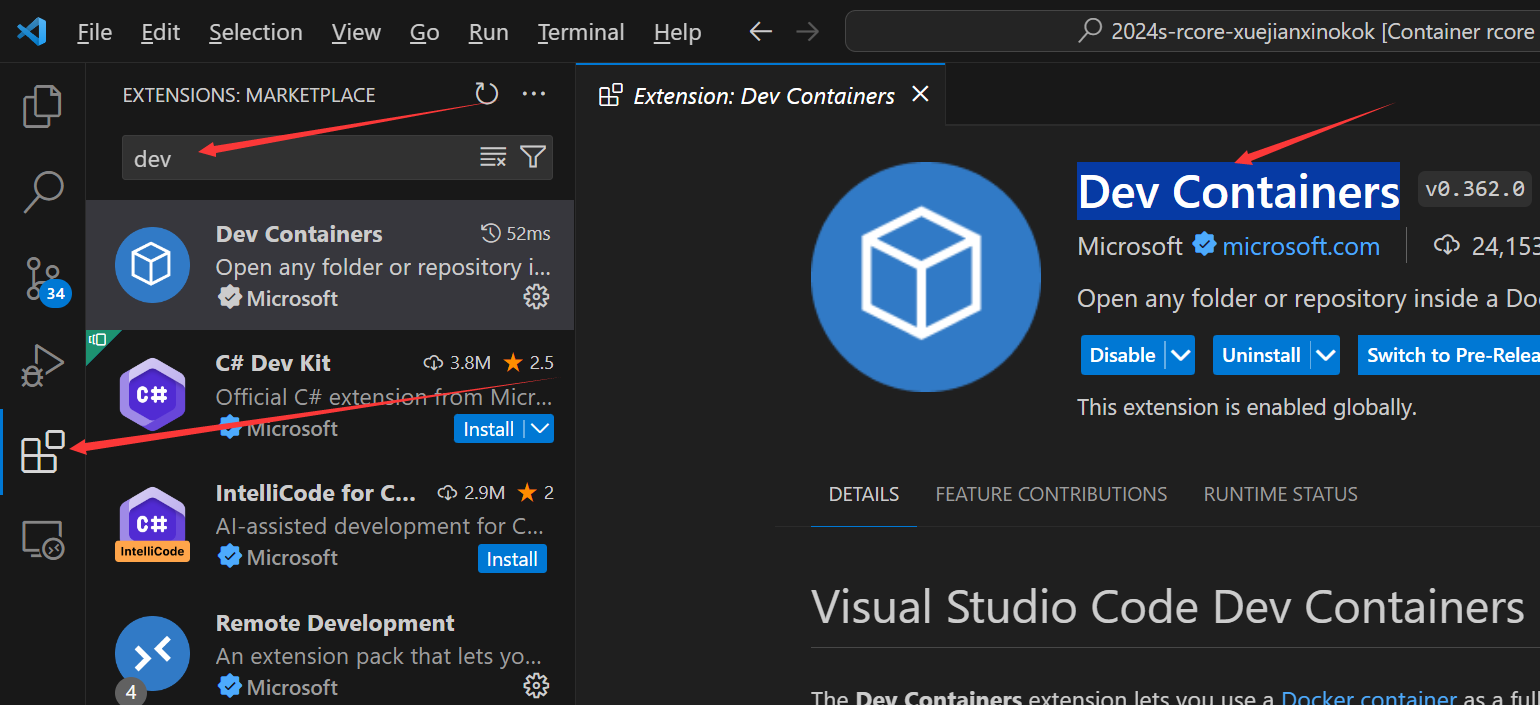 File Edit Selection View Go Run Terminal Help
2024s-rcore-xuejianxinokok [Container rcore
EXTENSIONS: MARKETPLACE
dev
34
Dev Containers 52ms
Open any folder or repository i...
Microsoft
C# Dev Kit 3.8M 2.5
C#
Official C# extension from Micr...
Microsoft
Install
IntelliCode for C... 2.9M 2
C#
AI-assisted development for C...
IntelliCode
Microsoft
Install
Remote Development
An extension pack that lets yo...
Microsoft
4
Extension: Dev Containers
Dev Containers v0.362.0
Microsoft microsoft.com 24,153
Open any folder or repository inside a Do
Disable Uninstall Switch to Pre-Relea
This extension is enabled globally.
DETAILS FEATURE CONTRIBUTIONS RUNTIME STATUS
Visual Studio Code Dev Containers
The Dev Containers extension lets you use a Docker container as a full